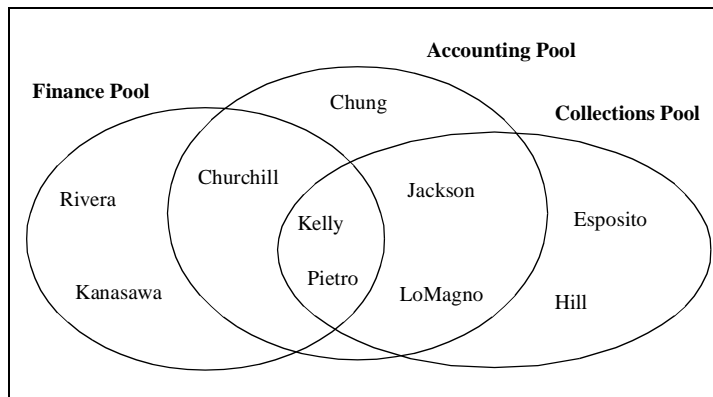 Accounting Pool
Finance Pool
Chung
Collections Pool
Churchill
Jackson
Rivera
Kelly
Esposito
Pietro
Kanasawa
LoMagno
Hill